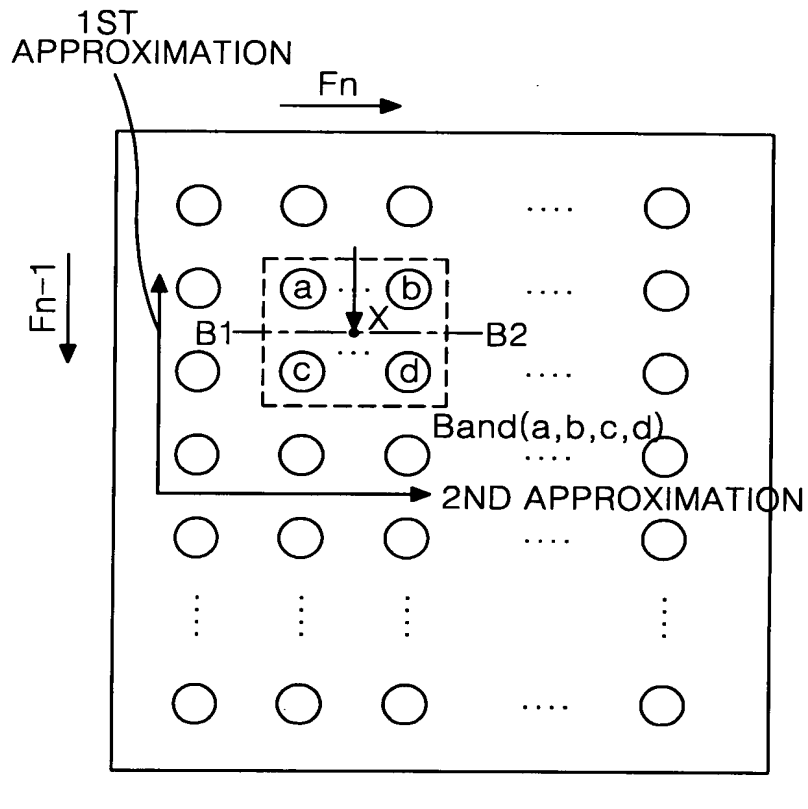 1ST
APPROXIMATION
Fn
Fn-1
a b
B1 X B2
c d
Band(a,b,c,d)
2ND APPROXIMATION